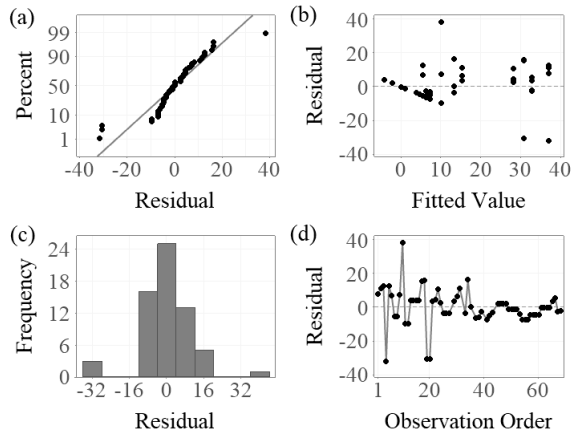 (a)
99
90
50
10
1
Percent
-40 -20 0 20 40
Residual
(b)
40
20
0
-20
-40
Residual
0 10 20 30
Fitted Value
(c)
24
18
12
6
0
Frequency
-32 -16 0 16 32
Residual
(d)
40
20
0
-20
-40
Residual
1 20 40 60
Observation Order